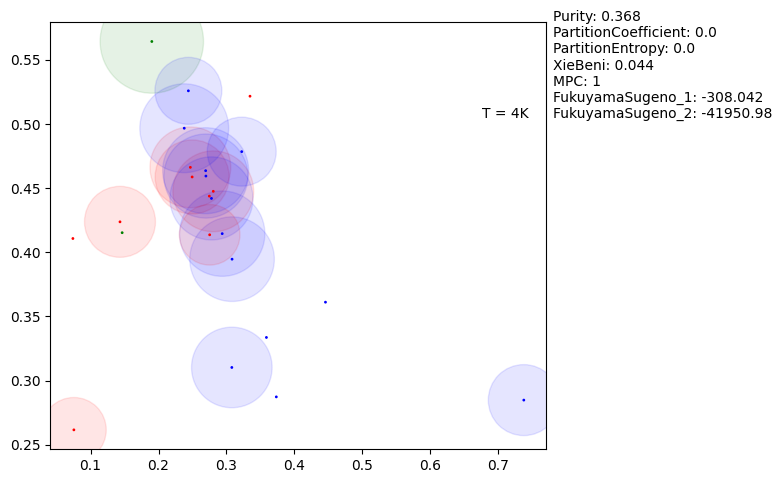 Purity: 0.368
PartitionCoefficient: 0.0
PartitionEntropy: 0.0
XieBeni: 0.044
MPC: 1
FukuyamaSugeno_1: -308.042
FukuyamaSugeno_2: -41950.98
T = 4K
0.55
0.50
0.45
0.40
0.35
0.30
0.25
0.1 0.2 0.3 0.4 0.5 0.6 0.7